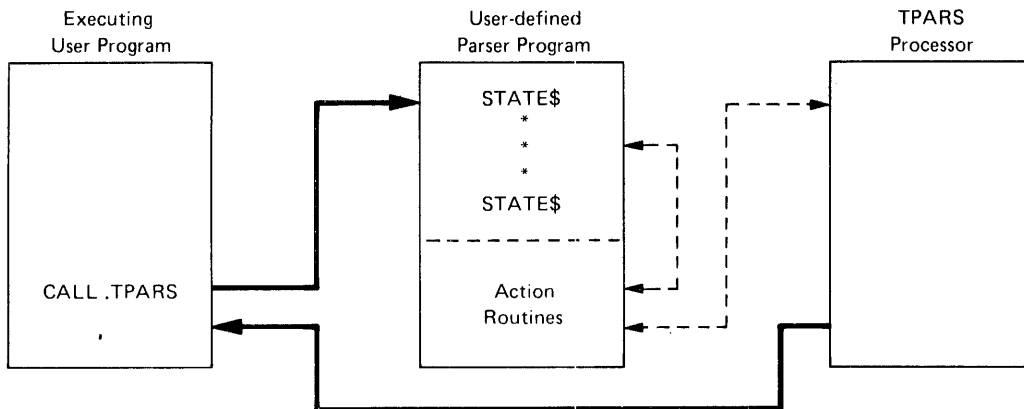 Executing
User Program
User-defined
Parser Program
TPARS
Processor
STATE$
*
*
*
STATE$
CALL .TPARS
Action
Routines